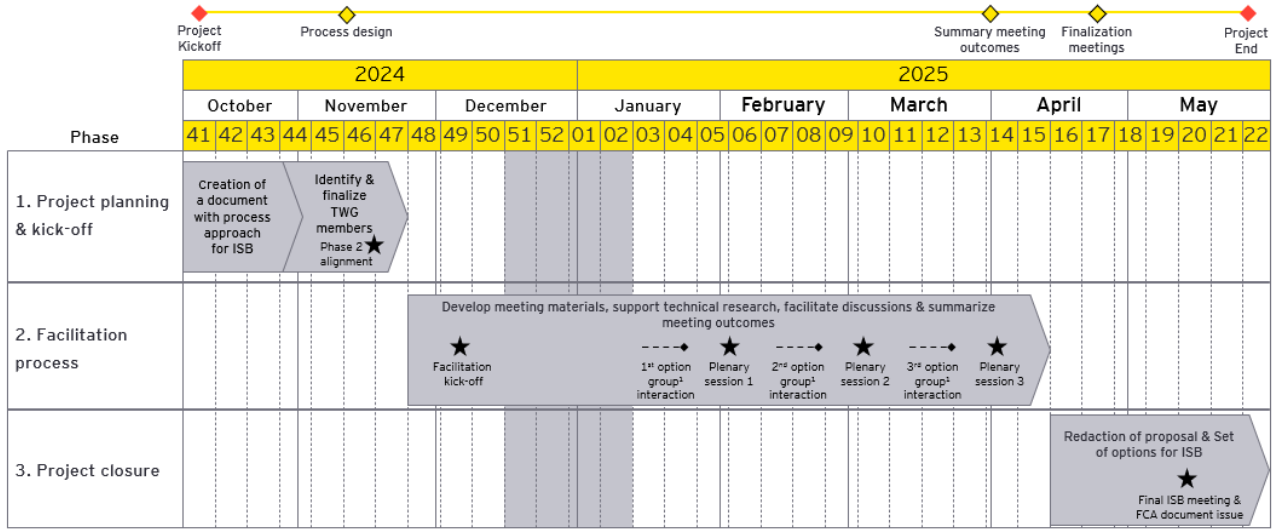 Project
Kickoff
Process design
Summary meeting
outcomes
Finalization
meetings
Project
End
2024 2025
October November December January February March April May
Phase
41 42 43 44 45 46 47 48 49 50 51 52 01 02 03 04 05 06 07 08 09 10 11 12 13 14 15 16 17 18 19 20 21 22
1. Project planning
& kick-off
Creation of
a document
with process
approach
for ISB
Identify &
finalize
TWG
members
Phase 2
alignment
2. Facilitation
process
Develop meeting materials, support technical research, facilitate discussions & summarize
meeting outcomes
Facilitation
kick-off
1st option
group¹
interaction
Plenary
session 1
2nd option
group¹
interaction
Plenary
session 2
3rd option
group¹
interaction
Plenary
session 3
3. Project closure
Redaction of proposal & Set
of options for ISB
Final ISB meeting &
FCA document issue